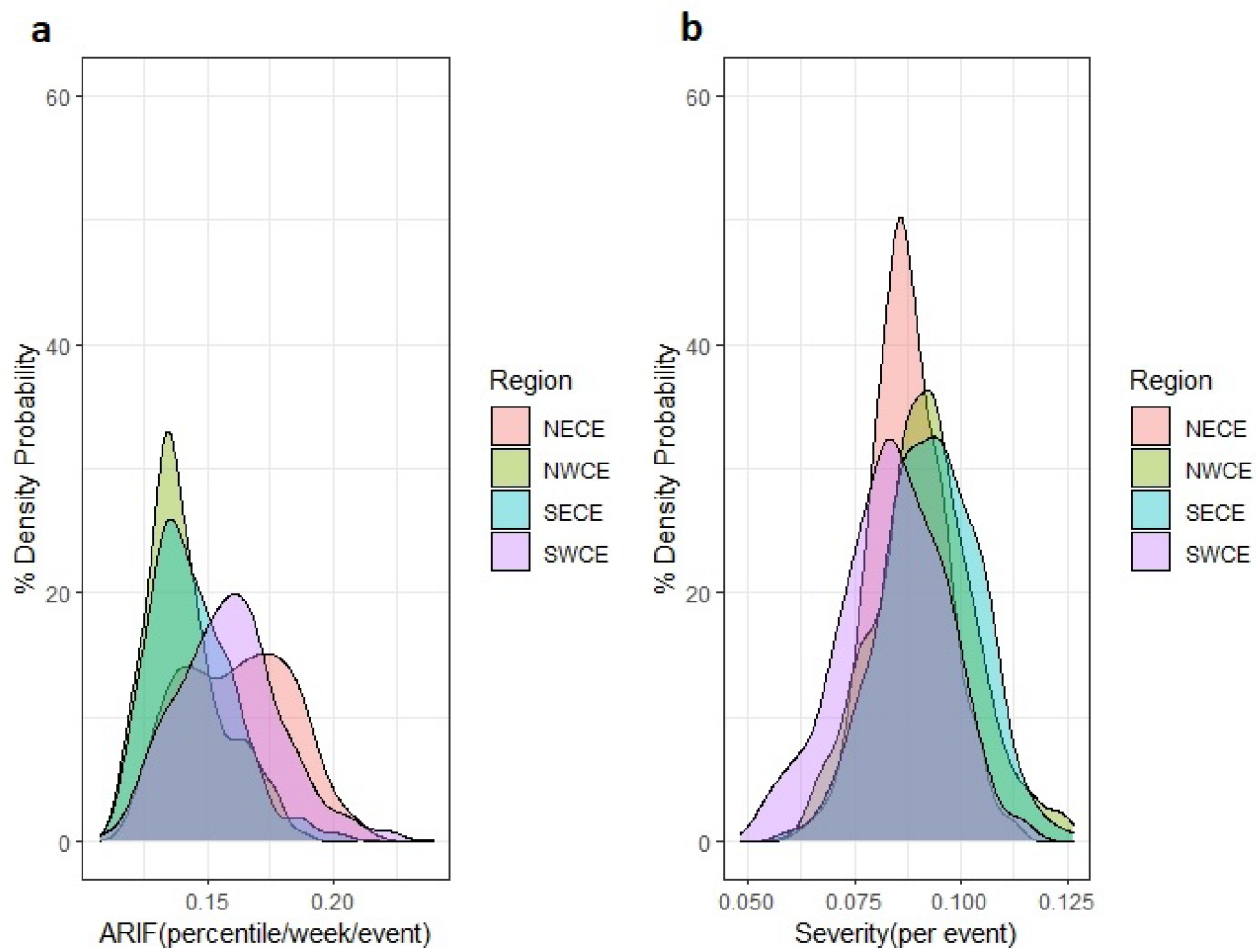 a
60
40
20
0
% Density Probability
0.15 0.20
ARIF(percentile/week/event)
Region
NECE
NWCE
SECE
SWCE
b
60
40
20
0
% Density Probability
0.050 0.075 0.100 0.125
Severity(per event)
Region
NECE
NWCE
SECE
SWCE